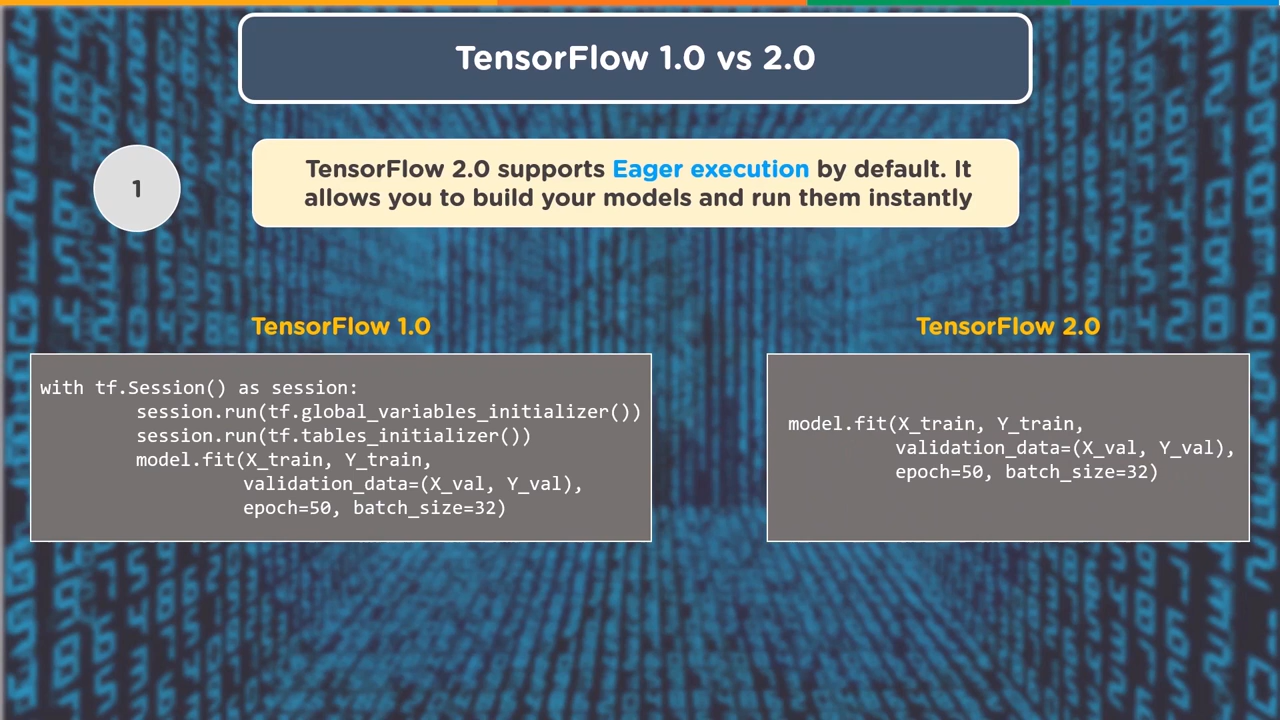 TensorFlow 1.0 vs 2.0
1
TensorFlow 2.0 supports Eager execution by default. It
allows you to build your models and run them instantly
TensorFlow 1.0
with tf.Session() as session:
session.run(tf.global_variables_initializer())
session.run(tf.tables_initializer())
model.fit(X_train, Y_train,
validation_data=(X_val, Y_val),
epoch=50, batch_size=32)
TensorFlow 2.0
model.fit(X_train, Y_train,
validation_data=(X_val, Y_val),
epoch=50, batch_size=32)